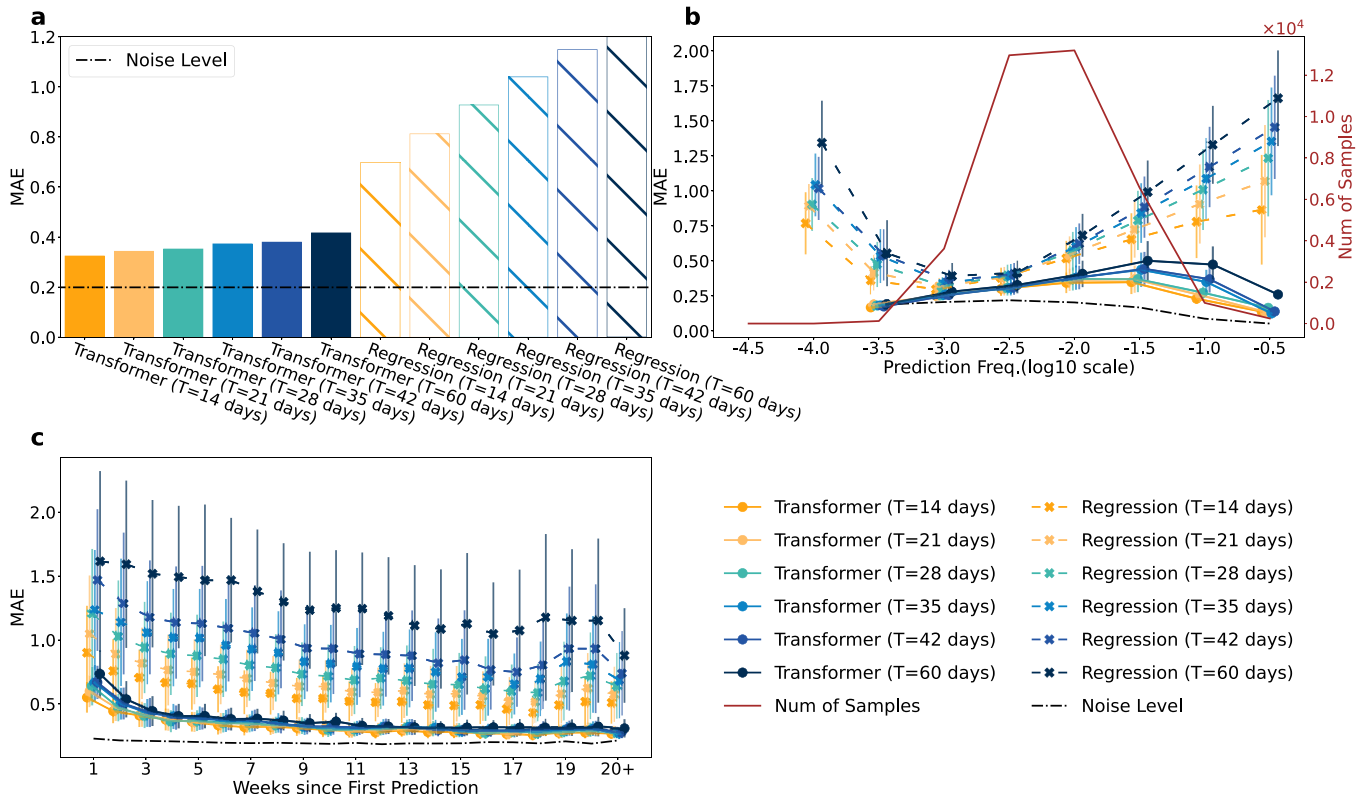 a
1.2
1.0
0.8
0.6
0.4
0.2
0.0
MAE
Noise Level
Transformer (T=14 days)
Transformer (T=21 days)
Transformer (T=28 days)
Transformer (T=35 days)
Transformer (T=42 days)
Transformer (T=60 days)
Regression (T=14 days)
Regression (T=21 days)
Regression (T=28 days)
Regression (T=35 days)
Regression (T=42 days)
Regression (T=60 days)
b
×10⁴
2.00
1.75
1.50
1.25
1.00
0.75
0.50
0.25
0.00
MAE
1.2
1.0
0.8
0.6
0.4
0.2
0.0
Num of Samples
-4.5 -4.0 -3.5 -3.0 -2.5 -2.0 -1.5 -1.0 -0.5
Prediction Freq.(log10 scale)
c
2.0
1.5
1.0
0.5
MAE
1 3 5 7 9 11 13 15 17 19 20+
Weeks since First Prediction
Transformer (T=14 days) Regression (T=14 days)
Transformer (T=21 days) Regression (T=21 days)
Transformer (T=28 days) Regression (T=28 days)
Transformer (T=35 days) Regression (T=35 days)
Transformer (T=42 days) Regression (T=42 days)
Transformer (T=60 days) Regression (T=60 days)
Num of Samples Noise Level